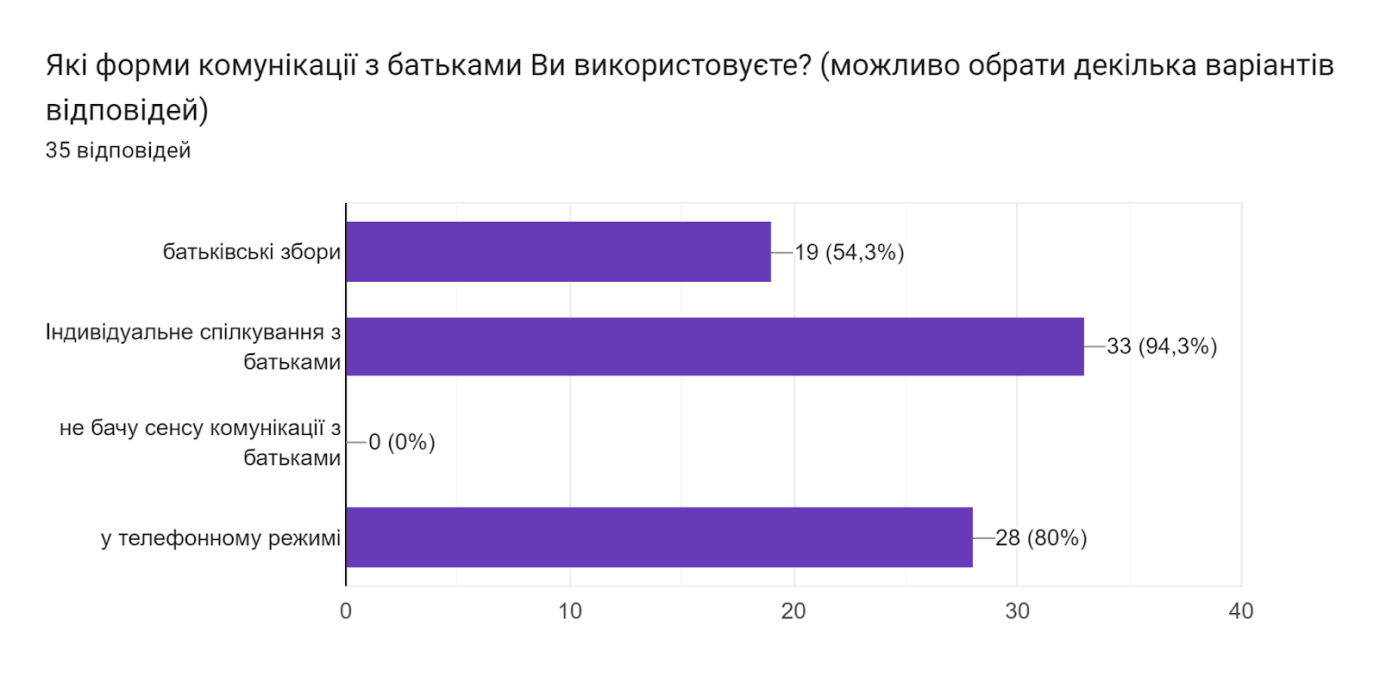 Які форми комунікації з батьками Ви використовуєте? (можливо обрати декілька варіантів
відповідей)
35 відповідей
батьківські збори
19 (54,3%)
Індивідуальне спілкування з
батьками
33 (94,3%)
не бачу сенсу комунікації з
батьками
0 (0%)
у телефонному режимі
28 (80%)
0 10 20 30 40